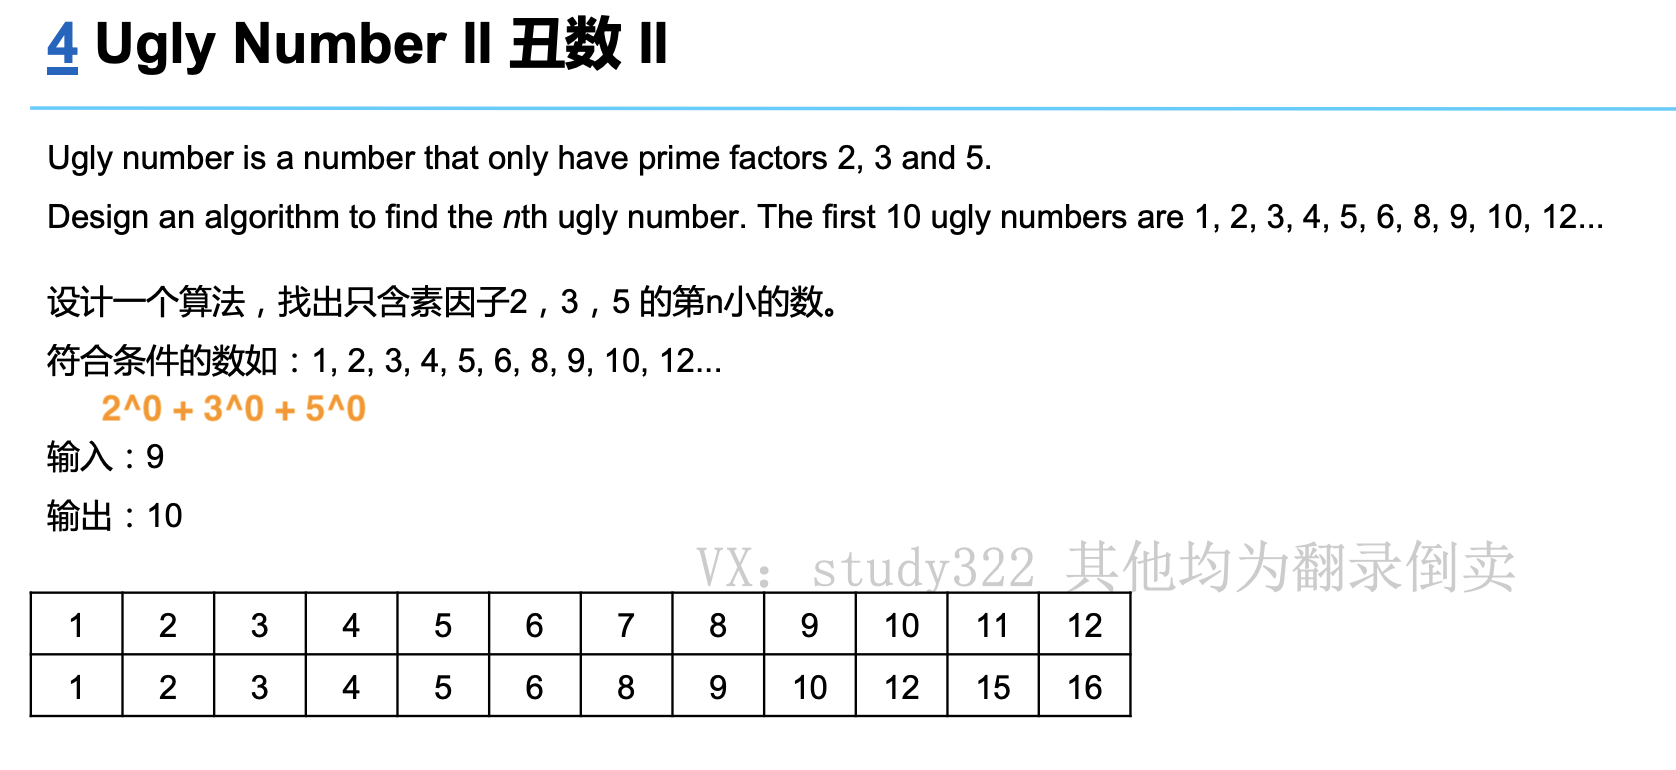 4 Ugly Number II 丑数 II
Ugly number is a number that only have prime factors 2, 3 and 5.
Design an algorithm to find the nth ugly number. The first 10 ugly numbers are 1, 2, 3, 4, 5, 6, 8, 9, 10, 12...
设计一个算法，找出只含素因子2，3，5 的第n小的数。
符合条件的数如：1, 2, 3, 4, 5, 6, 8, 9, 10, 12...
2^0 + 3^0 + 5^0
输入：9
输出：10
VX: study322 其他均为翻录倒卖
1 2 3 4 5 6 7 8 9 10 11 12
1 2 3 4 5 6 8 9 10 12 15 16